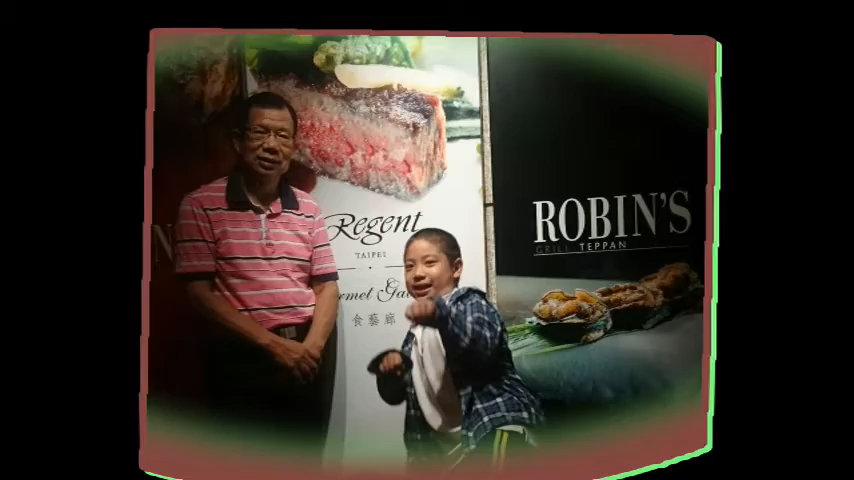 Regent
TAIPEI
食藝廊
ROBIN'S
GRILL TEPPAN